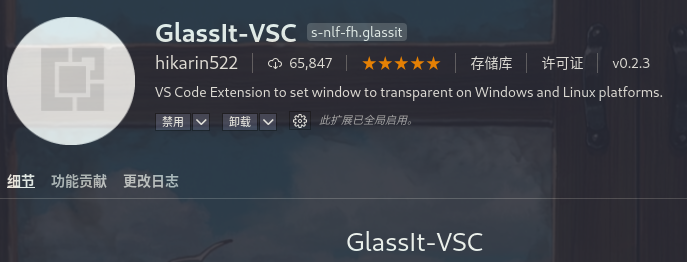 GlassIt-VSC s-nlf-fh.glassit
hikarin522 65,847 ★★★★★ 存储库 许可证 v0.2.3
VS Code Extension to set window to transparent on Windows and Linux platforms.
禁用 卸载 此扩展已全局启用。
细节 功能贡献 更改日志
GlassIt-VSC